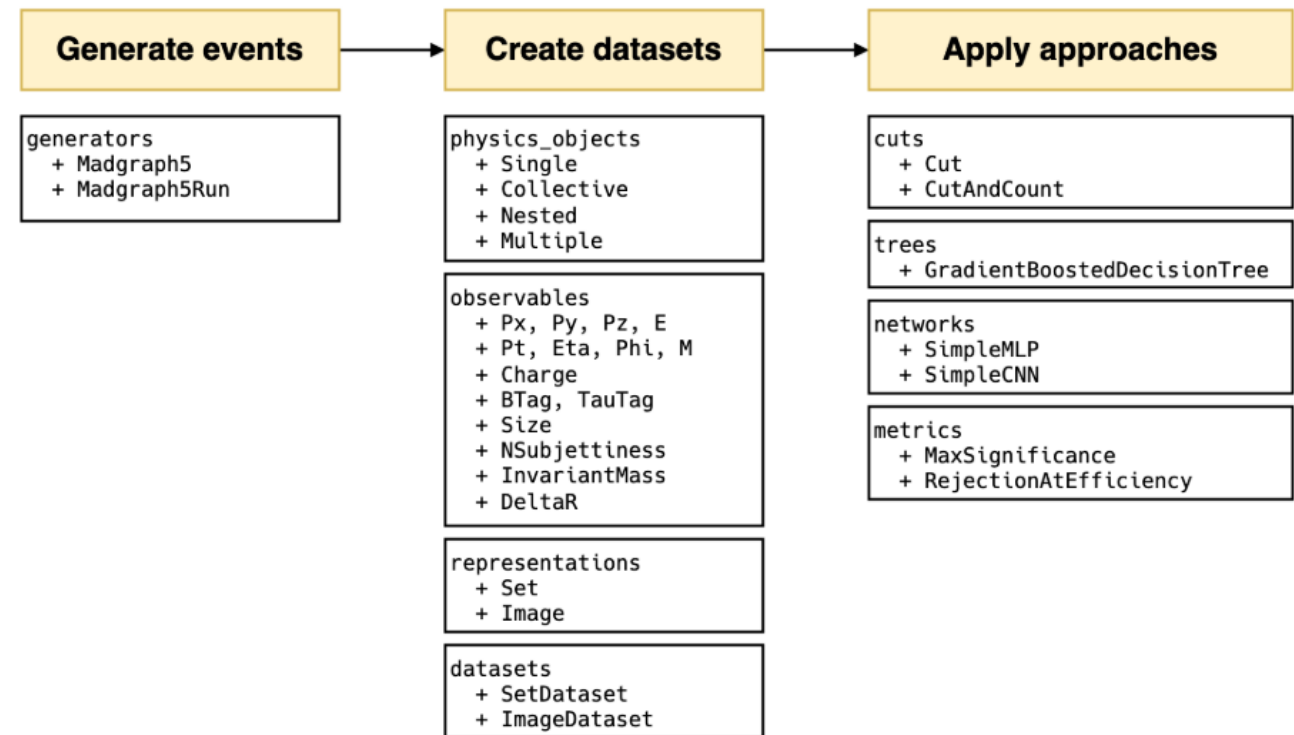 Generate events
Create datasets
Apply approaches
generators
+ Madgraph5
+ Madgraph5Run
physics_objects
+ Single
+ Collective
+ Nested
+ Multiple
observables
+ Px, Py, Pz, E
+ Pt, Eta, Phi, M
+ Charge
+ BTag, TauTag
+ Size
+ NSubjettiness
+ InvariantMass
+ DeltaR
representations
+ Set
+ Image
datasets
+ SetDataset
+ ImageDataset
cuts
+ Cut
+ CutAndCount
trees
+ GradientBoostedDecisionTree
networks
+ SimpleMLP
+ SimpleCNN
metrics
+ MaxSignificance
+ RejectionAtEfficiency